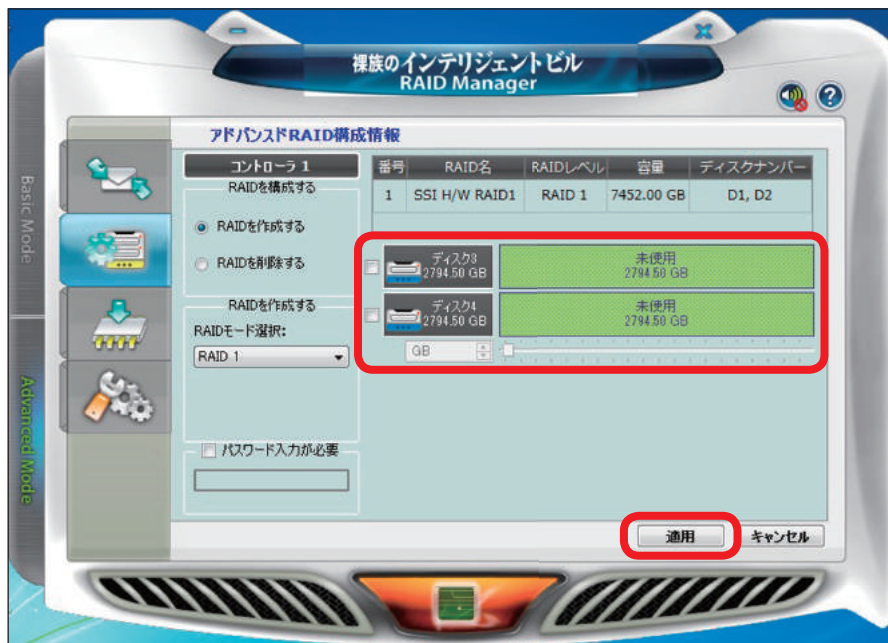 裸族のインテリジェントビル
RAID Manager
アドバンスドRAID構成情報
Basic Mode
Advanced Mode
コントローラ 1
RAIDを構成する
RAIDを作成する
RAIDを削除する
RAIDを作成する
RAIDモード選択:
RAID 1
パスワード入力が必要
番号 RAID名 RAIDレベル 容量 ディスクナンバー
1 SSI H/W RAID1 RAID 1 7452.00 GB D1, D2
ディスク3
2794.50 GB
未使用
2794.50 GB
ディスク4
2794.50 GB
未使用
2794.50 GB
GB
適用
キャンセル